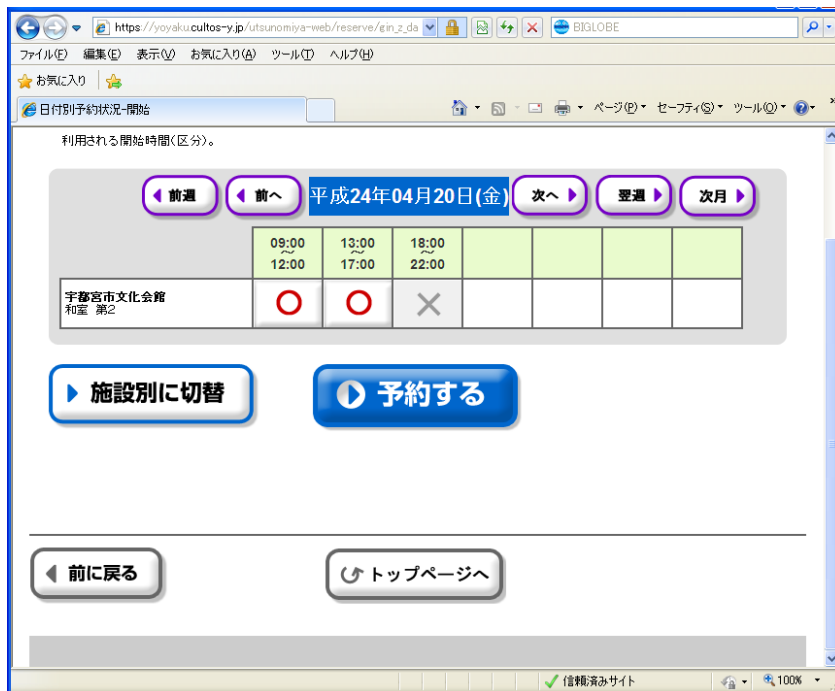 https://yoyaku.cultos-y.jp/utsunomiya-web/reserve/gin_z_da
BIGLOBE
ファイル(F) 編集(E) 表示(V) お気に入り(A) ツール(T) ヘルプ(H)
お気に入り
日付別予約状況-開始
ページ(P) セーフティ(S) ツール(O)
利用される開始時間(区分)。
前週 前へ 平成24年04月20日(金) 次へ 翌週 次月
09:00 13:00 18:00
～ ～ ～
12:00 17:00 22:00
宇都宮市文化会館
和室 第2
施設別に切替 予約する
前に戻る トップページへ
信頼済みサイト 100%